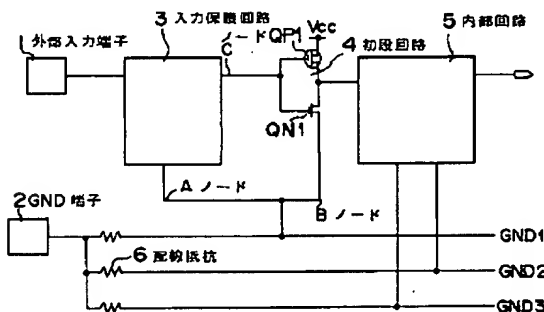 1 外部入力端子
3 入力保護回路
C ノード
QP1
Vcc
4 初段回路
5 内部回路
QN1
A ノード
B ノード
2 GND 端子
6 配線抵抗
GND1
GND2
GND3